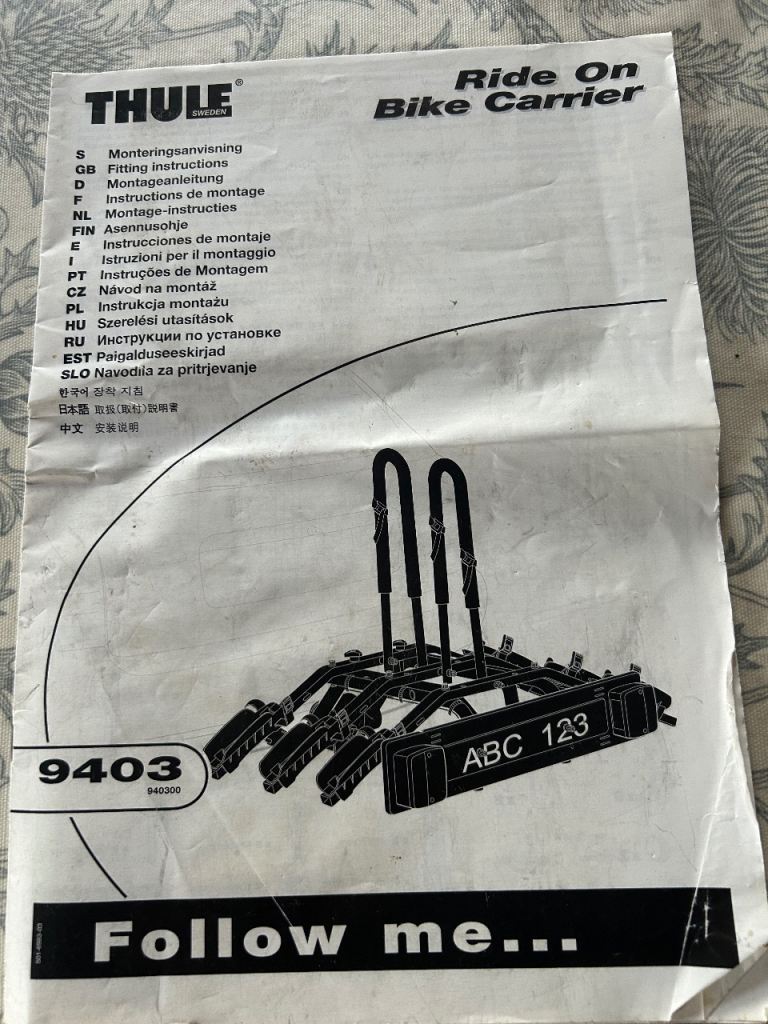 THULE®
SWEDEN
Ride On
Bike Carrier
S Monteringsanvisning
GB Fitting instructions
D Montageanleitung
F Instructions de montage
NL Montage-instructies
FIN Asennusohje
E Instrucciones de montaje
I Istruzioni per il montaggio
PT Instruções de Montagem
CZ Návod na montáž
PL Instrukcja montażu
HU Szerelési utasítások
RU Инструкции по установке
EST Paigalduseeskirjad
SLO Navodila za pritrjevanje
한국어 장착 지침
日本語 取扱(取付)説明書
中文 安装说明
ABC 123
9403
940300
Follow me...